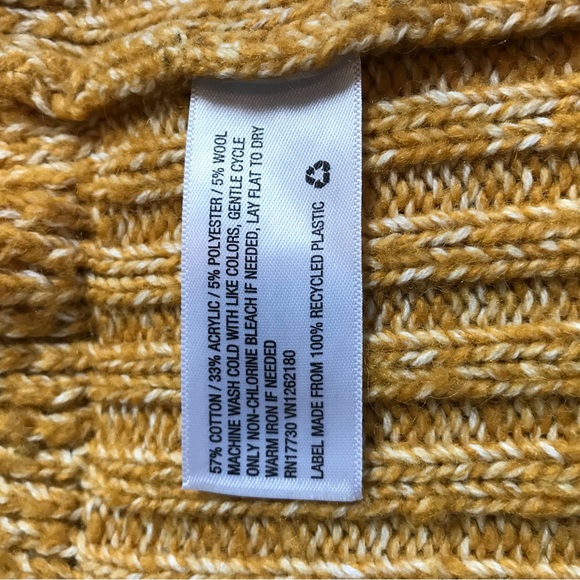 57% COTTON / 33% ACRYLIC / 5% POLYESTER / 5% WOOL
MACHINE WASH COLD WITH LIKE COLORS, GENTLE CYCLE
ONLY NON-CHLORINE BLEACH IF NEEDED, LAY FLAT TO DRY
WARM IRON IF NEEDED
RN17730 VN1262180
LABEL MADE FROM 100% RECYCLED PLASTIC